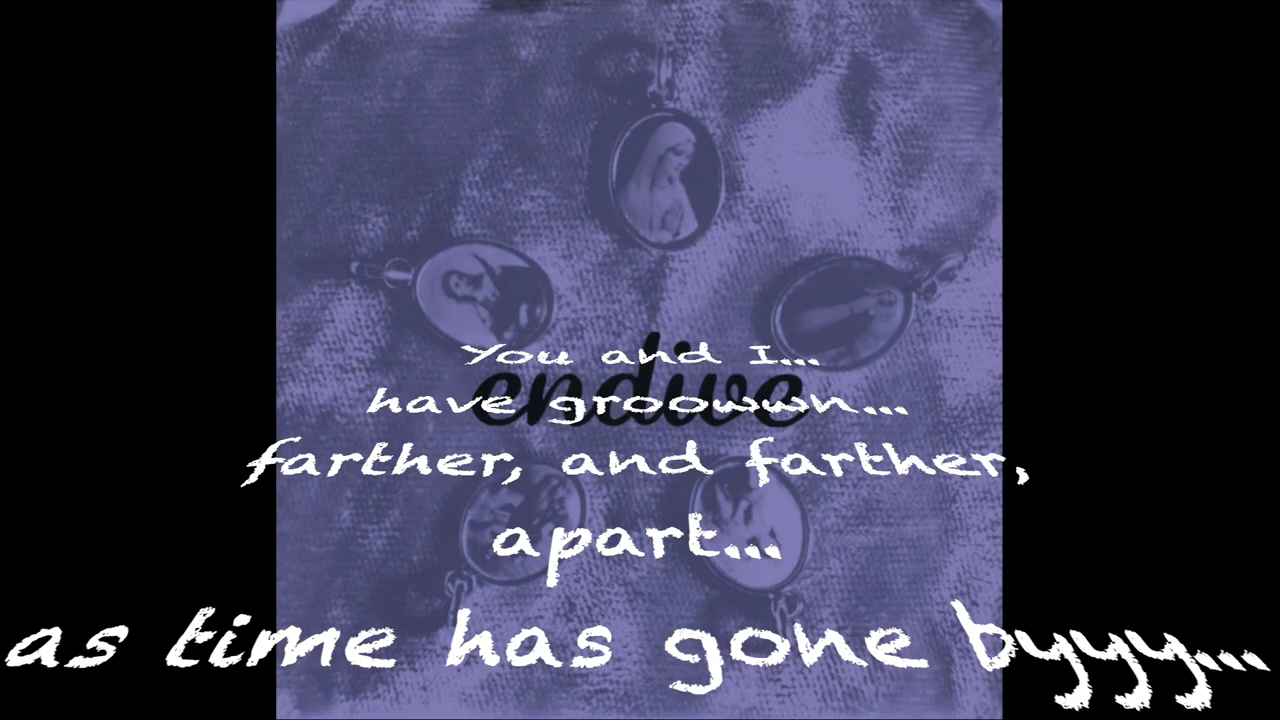 You and I...
endive
have groowwn...
farther, and farther,
apart...
as time has gone byyy...